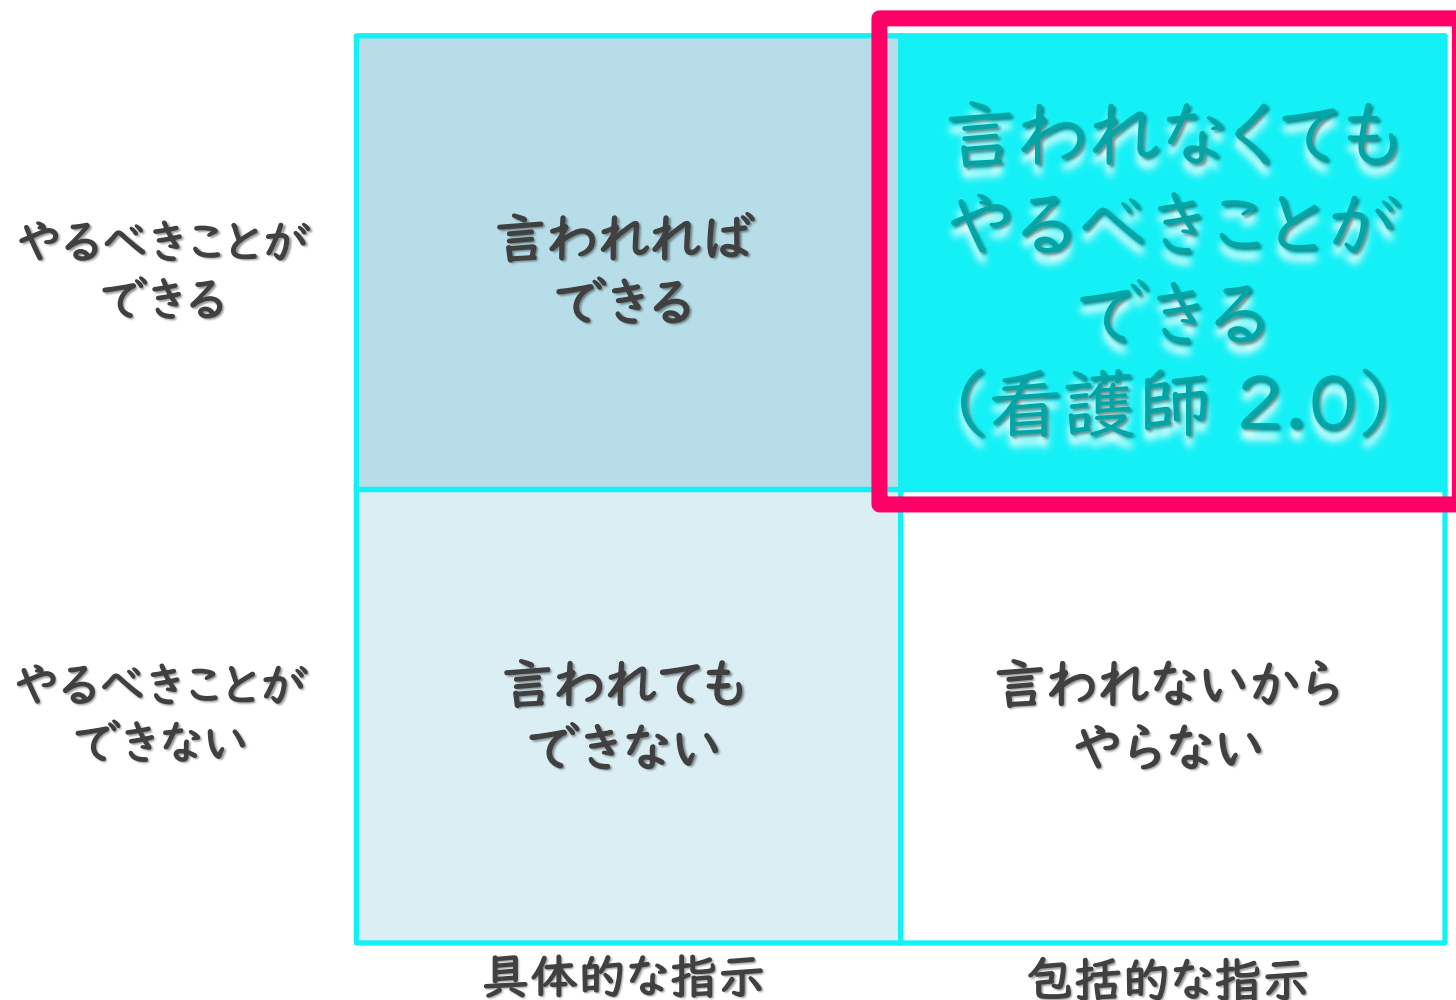 やるべきことが
できる
言われれば
できる
言われなくても
やるべきことが
できる
（看護師 2.0）
やるべきことが
できない
言われても
できない
言われないから
やらない
具体的な指示
包括的な指示